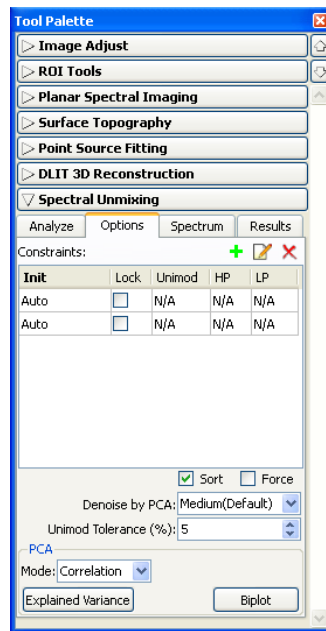 Tool Palette
Image Adjust
ROI Tools
Planar Spectral Imaging
Surface Topography
Point Source Fitting
DLIT 3D Reconstruction
Spectral Unmixing
Analyze Options Spectrum Results
Constraints:
Init Lock Unimod HP LP
Auto N/A N/A N/A
Auto N/A N/A N/A
Sort Force
Denoise by PCA: Medium(Default)
Unimod Tolerance (%): 5
PCA
Mode: Correlation
Explained Variance Biplot